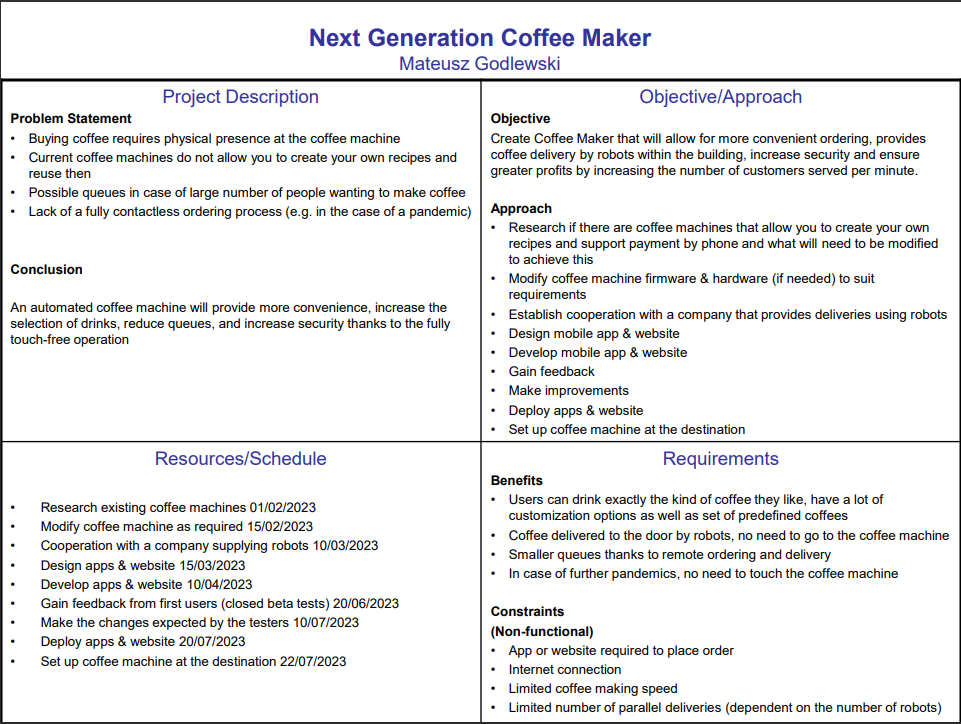 Next Generation Coffee Maker
Mateusz Godlewski
Project Description
Problem Statement
• Buying coffee requires physical presence at the coffee machine
• Current coffee machines do not allow you to create your own recipes and
reuse then
• Possible queues in case of large number of people wanting to make coffee
• Lack of a fully contactless ordering process (e.g. in the case of a pandemic)
Conclusion
An automated coffee machine will provide more convenience, increase the
selection of drinks, reduce queues, and increase security thanks to the fully
touch-free operation
Objective/Approach
Objective
Create Coffee Maker that will allow for more convenient ordering, provides
coffee delivery by robots within the building, increase security and ensure
greater profits by increasing the number of customers served per minute.
Approach
• Research if there are coffee machines that allow you to create your own
recipes and support payment by phone and what will need to be modified
to achieve this
• Modify coffee machine firmware & hardware (if needed) to suit
requirements
• Establish cooperation with a company that provides deliveries using robots
• Design mobile app & website
• Develop mobile app & website
• Gain feedback
• Make improvements
• Deploy apps & website
• Set up coffee machine at the destination
Resources/Schedule
• Research existing coffee machines 01/02/2023
• Modify coffee machine as required 15/02/2023
• Cooperation with a company supplying robots 10/03/2023
• Design apps & website 15/03/2023
• Develop apps & website 10/04/2023
• Gain feedback from first users (closed beta tests) 20/06/2023
• Make the changes expected by the testers 10/07/2023
• Deploy apps & website 20/07/2023
• Set up coffee machine at the destination 22/07/2023
Requirements
Benefits
• Users can drink exactly the kind of coffee they like, have a lot of
customization options as well as set of predefined coffees
• Coffee delivered to the door by robots, no need to go to the coffee machine
• Smaller queues thanks to remote ordering and delivery
• In case of further pandemics, no need to touch the coffee machine
Constraints
(Non-functional)
• App or website required to place order
• Internet connection
• Limited coffee making speed
• Limited number of parallel deliveries (dependent on the number of robots)